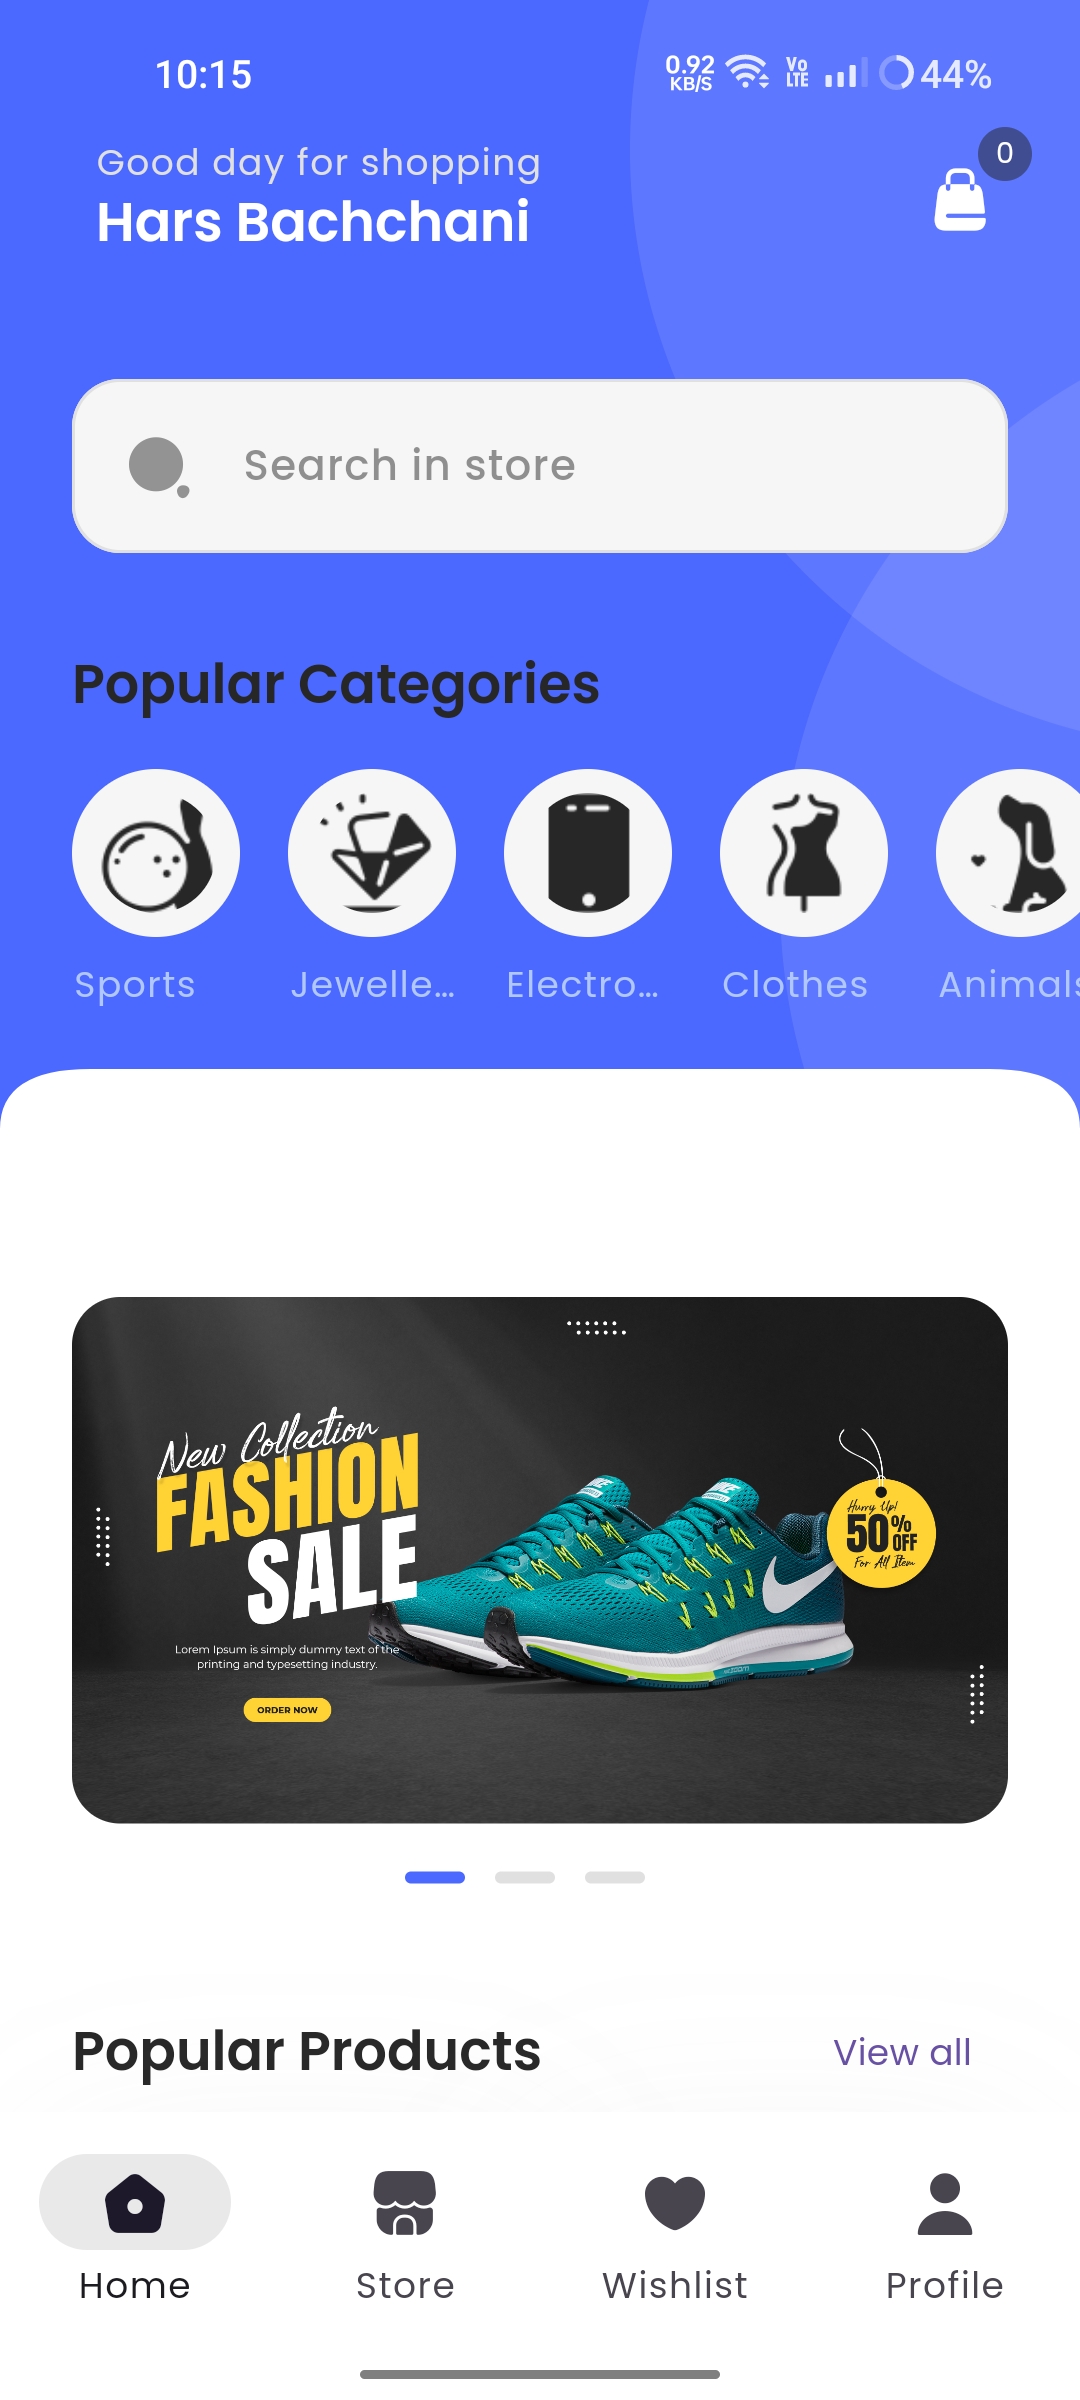 10:15
0.92 KB/S Vo LTE 44%
Good day for shopping
0
Hars Bachchani
Search in store
Popular Categories
Sports Jewelle... Electro... Clothes Animals
New Collection
FASHION
SALE
Lorem Ipsum is simply dummy text of the
printing and typesetting industry.
ORDER NOW
Hurry Up!
50% OFF
For All Item
Popular Products View all
Home Store Wishlist Profile